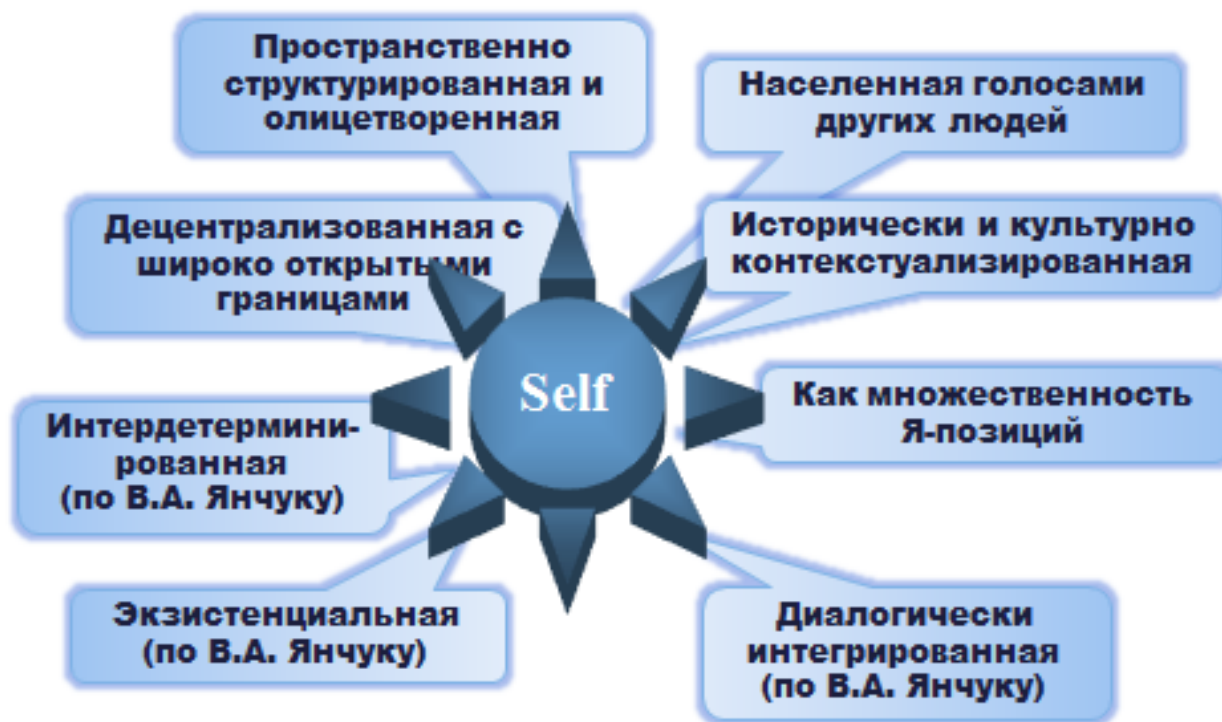 Пространственно
структурированная и
олицетворенная
Населенная голосами
других людей
Децентрализованная с
широко открытыми
границами
Исторически и культурно
контекстуализированная
Self
Как множественность
Я-позиций
Интердетермини-
рованная
(по В.А. Янчуку)
Экзистенциальная
(по В.А. Янчуку)
Диалогически
интегрированная
(по В.А. Янчуку)